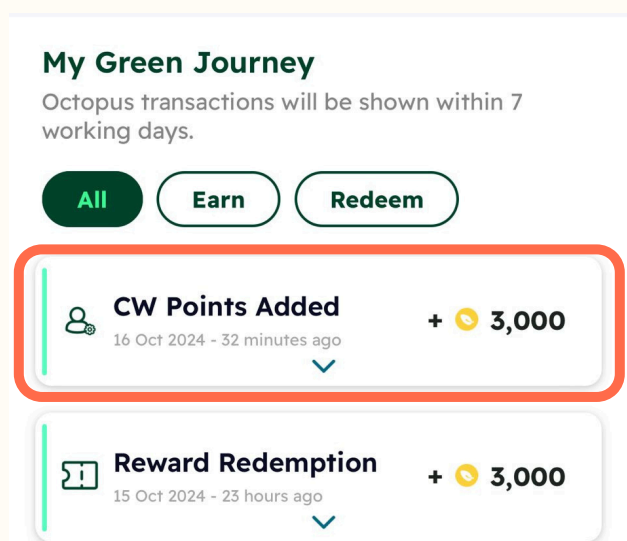 My Green Journey
Octopus transactions will be shown within 7
working days.
All Earn Redeem
CW Points Added
+ 3,000
16 Oct 2024 - 32 minutes ago
Reward Redemption
+ 3,000
15 Oct 2024 - 23 hours ago